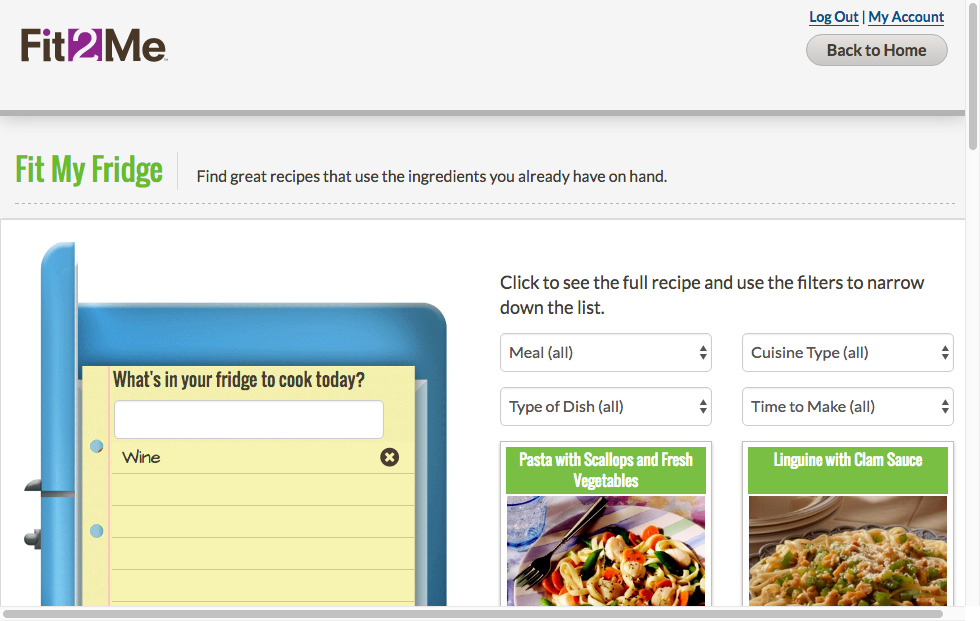 Log Out | My Account
Fit2Me
Back to Home
Fit My Fridge
Find great recipes that use the ingredients you already have on hand.
Click to see the full recipe and use the filters to narrow
down the list.
Meal (all)
Cuisine Type (all)
Type of Dish (all)
Time to Make (all)
What's in your fridge to cook today?
Wine
Pasta with Scallops and Fresh
Vegetables
Linguine with Clam Sauce